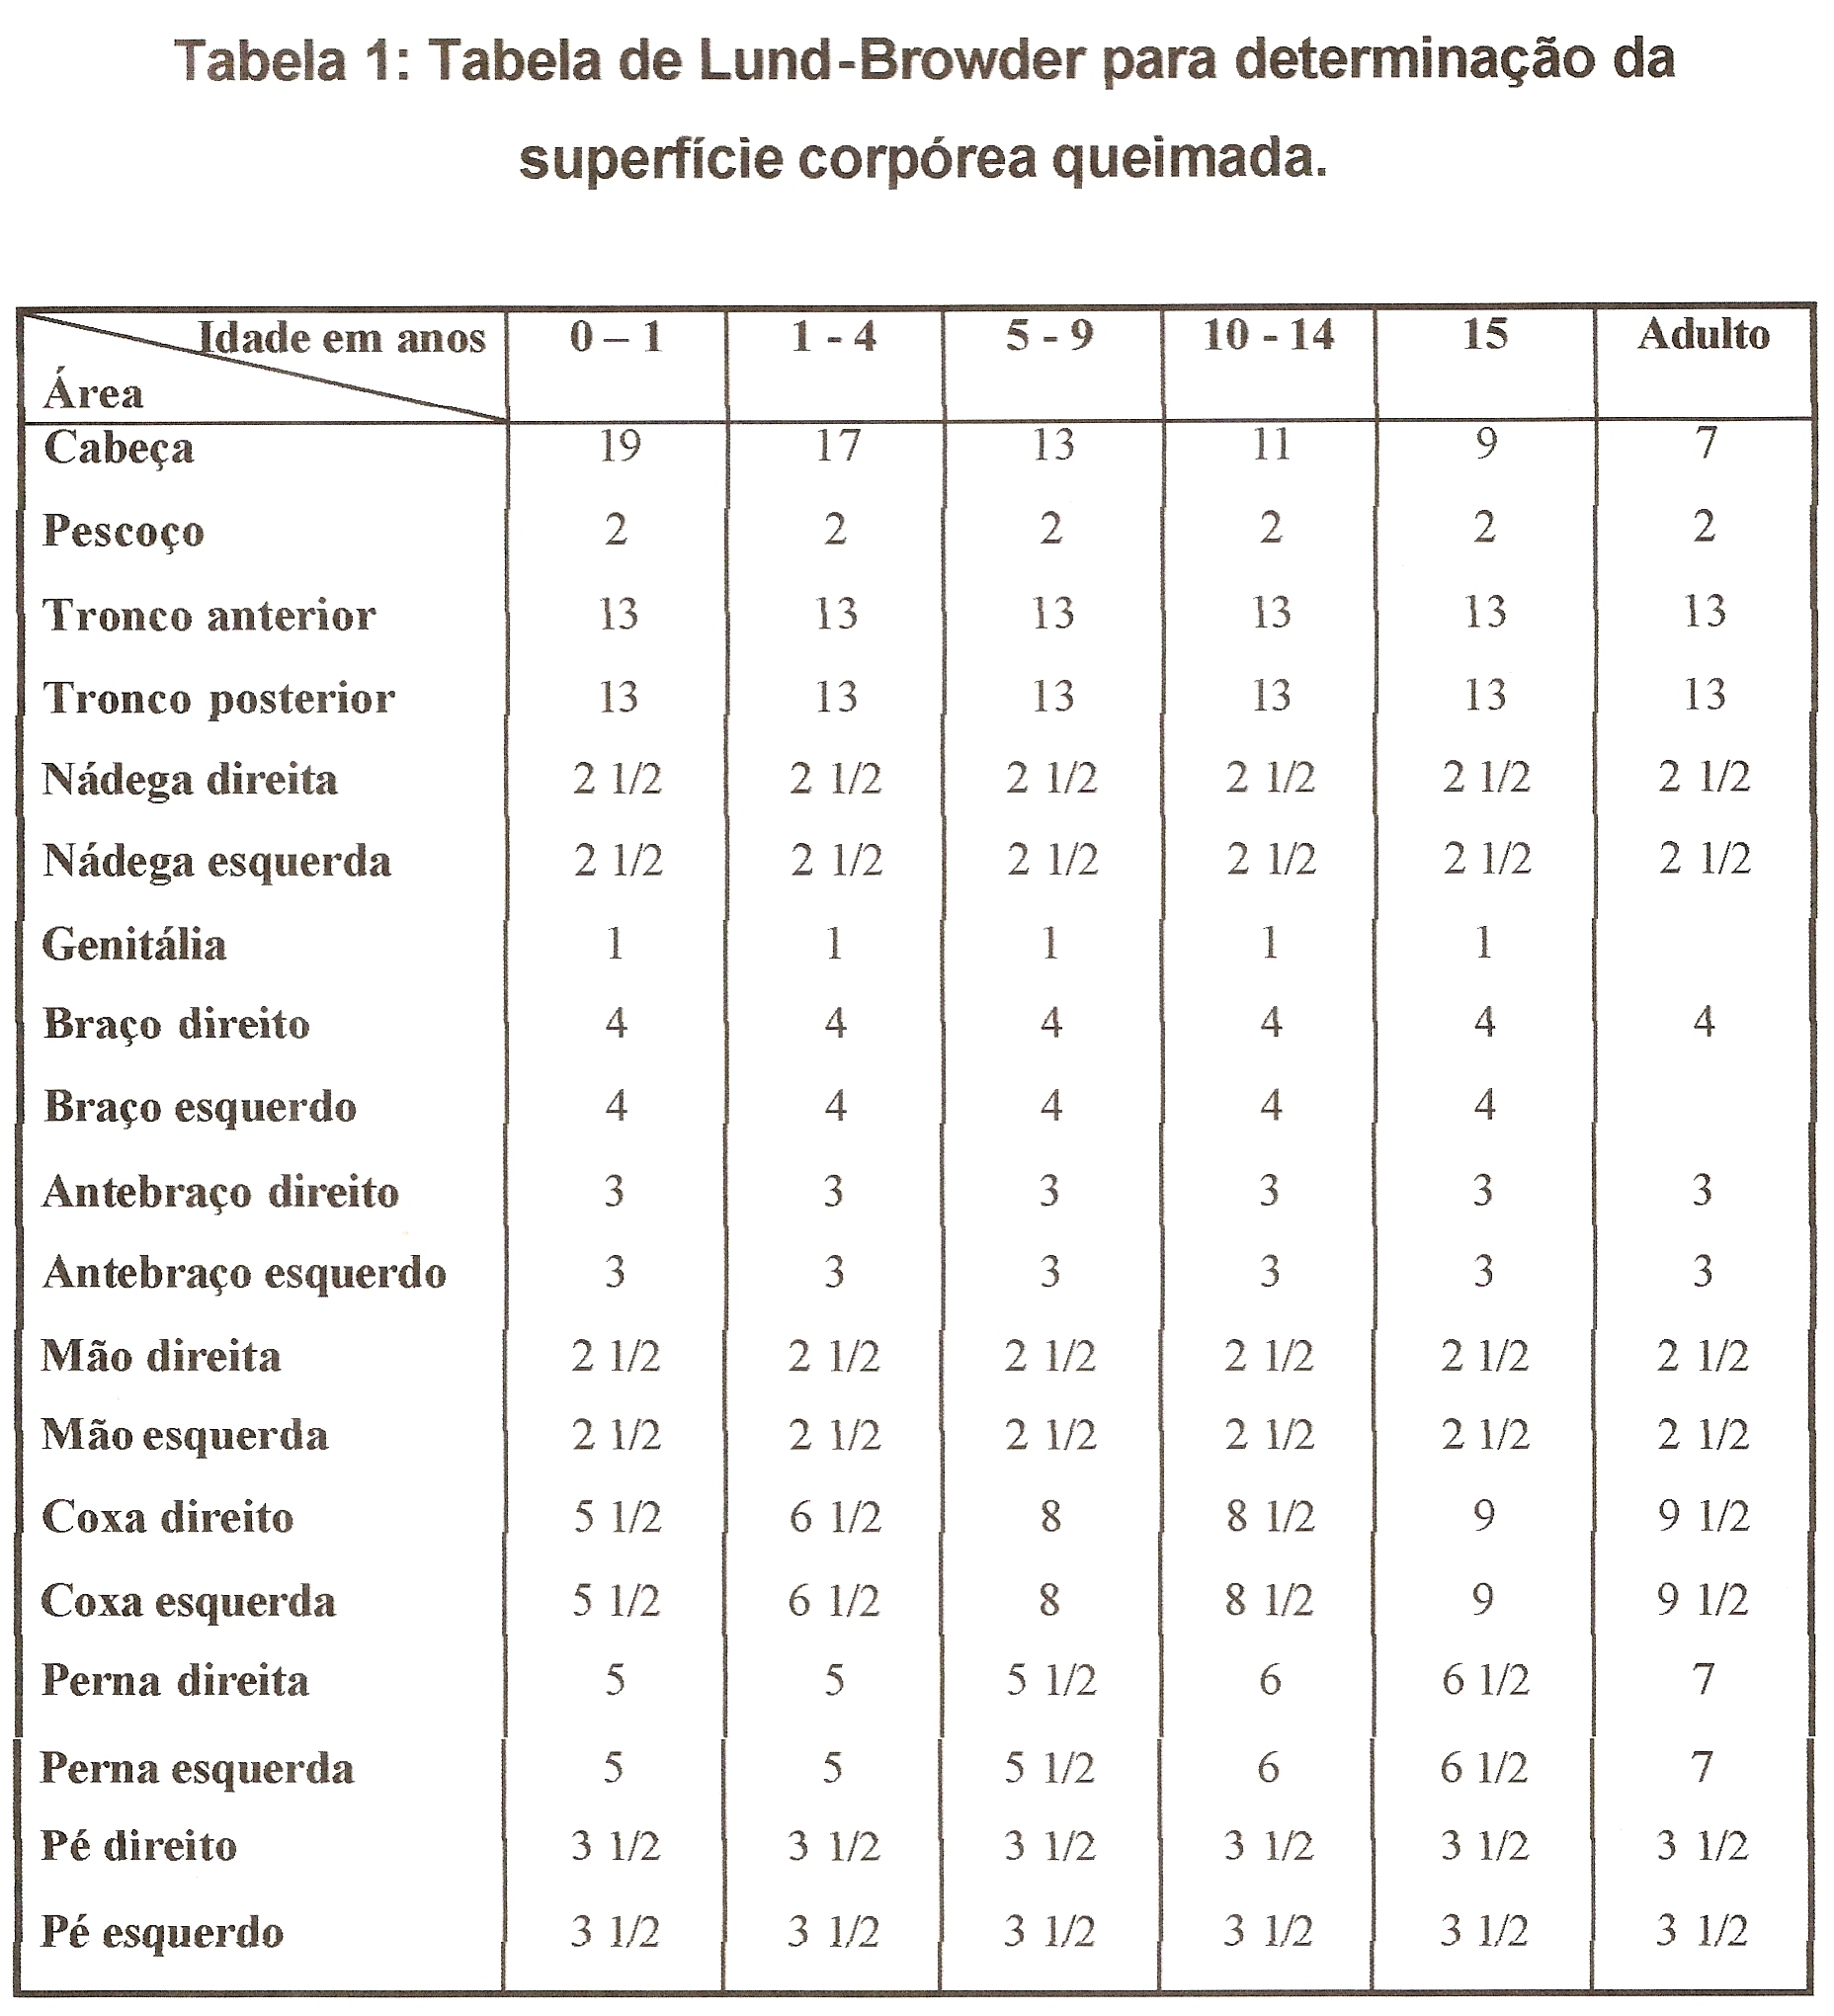 Tabela 1: Tabela de Lund-Browder para determinação da
superfície corpórea queimada.
Idade em anos 0 – 1 1 - 4 5 - 9 10 - 14 15 Adulto
Área
Cabeça 19 17 13 11 9 7
Pescoço 2 2 2 2 2 2
Tronco anterior 13 13 13 13 13 13
Tronco posterior 13 13 13 13 13 13
Nádega direita 2 1/2 2 1/2 2 1/2 2 1/2 2 1/2 2 1/2
Nádega esquerda 2 1/2 2 1/2 2 1/2 2 1/2 2 1/2 2 1/2
Genitália 1 1 1 1 1
Braço direito 4 4 4 4 4 4
Braço esquerdo 4 4 4 4 4
Antebraço direito 3 3 3 3 3 3
Antebraço esquerdo 3 3 3 3 3 3
Mão direita 2 1/2 2 1/2 2 1/2 2 1/2 2 1/2 2 1/2
Mão esquerda 2 1/2 2 1/2 2 1/2 2 1/2 2 1/2 2 1/2
Coxa direito 5 1/2 6 1/2 8 8 1/2 9 9 1/2
Coxa esquerda 5 1/2 6 1/2 8 8 1/2 9 9 1/2
Perna direita 5 5 5 1/2 6 6 1/2 7
Perna esquerda 5 5 5 1/2 6 6 1/2 7
Pé direito 3 1/2 3 1/2 3 1/2 3 1/2 3 1/2 3 1/2
Pé esquerdo 3 1/2 3 1/2 3 1/2 3 1/2 3 1/2 3 1/2